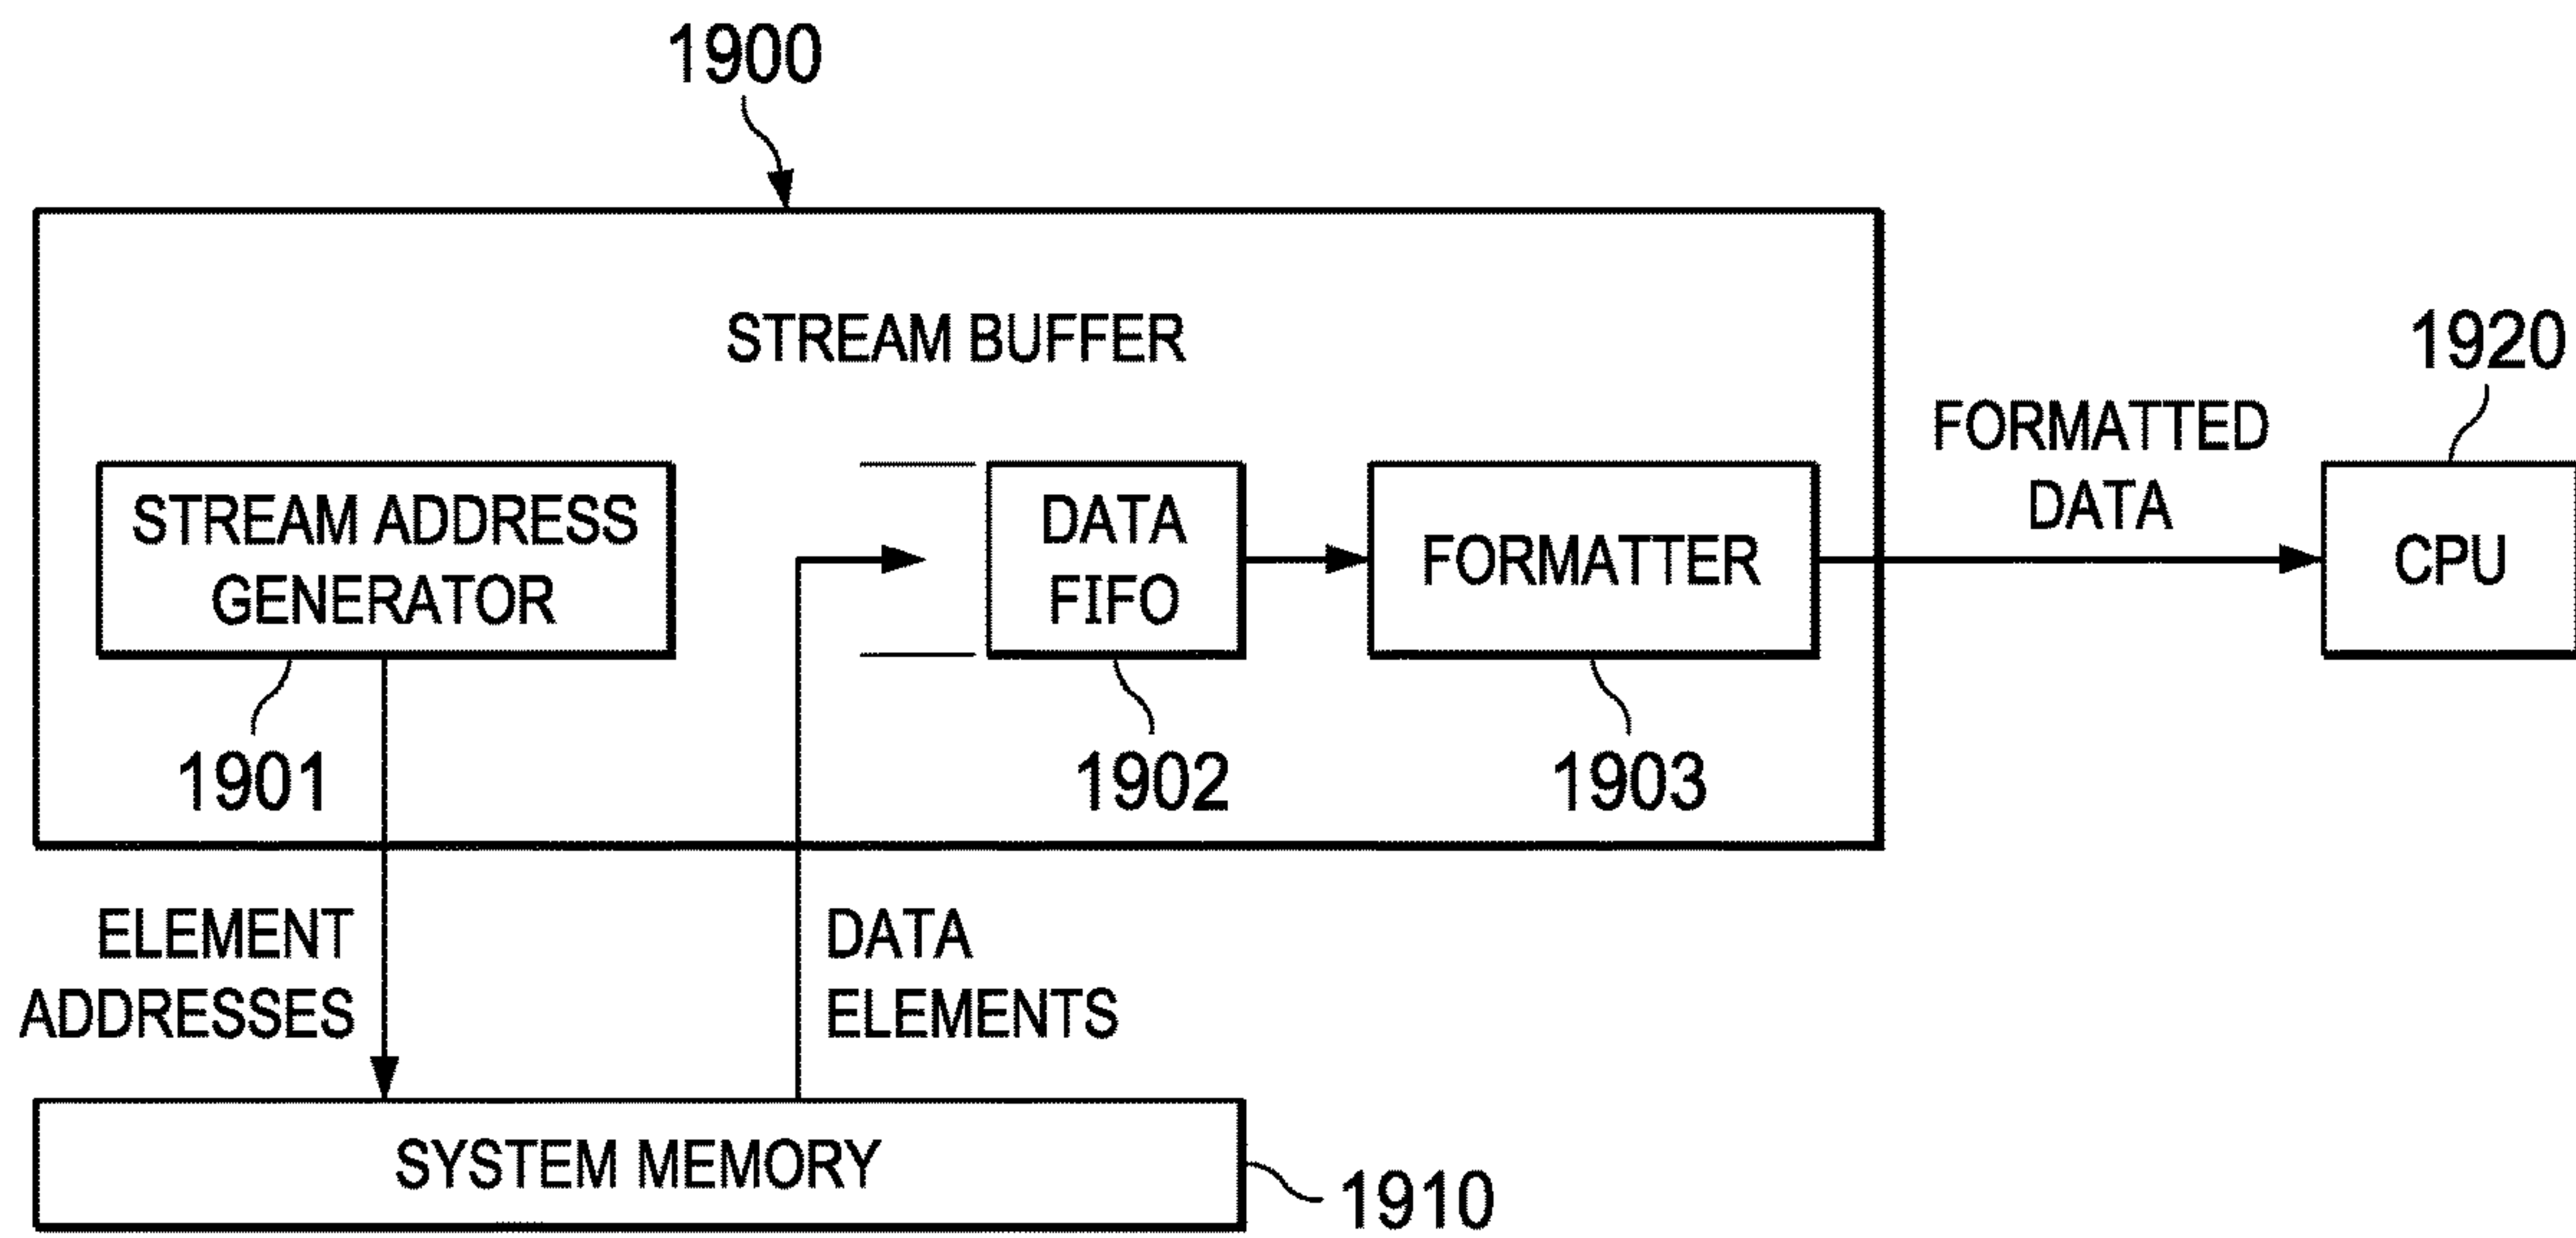 1900
STREAM BUFFER
1920
FORMATTED
DATA
STREAM ADDRESS
GENERATOR
DATA
FIFO
FORMATTER
CPU
1901
1902
1903
ELEMENT
ADDRESSES
DATA
ELEMENTS
SYSTEM MEMORY
1910